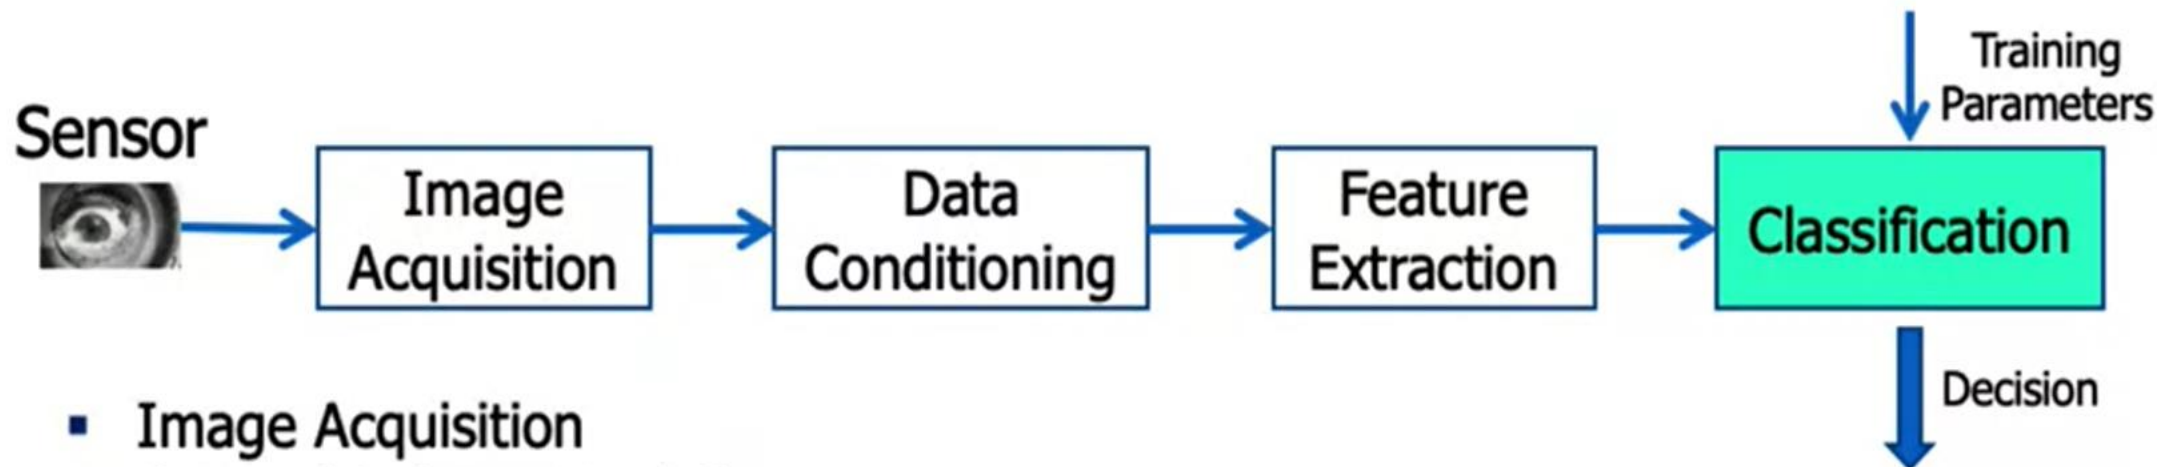 Training
Parameters
Sensor
Image
Acquisition
Data
Conditioning
Feature
Extraction
Classification
Decision
▪ Image Acquisition